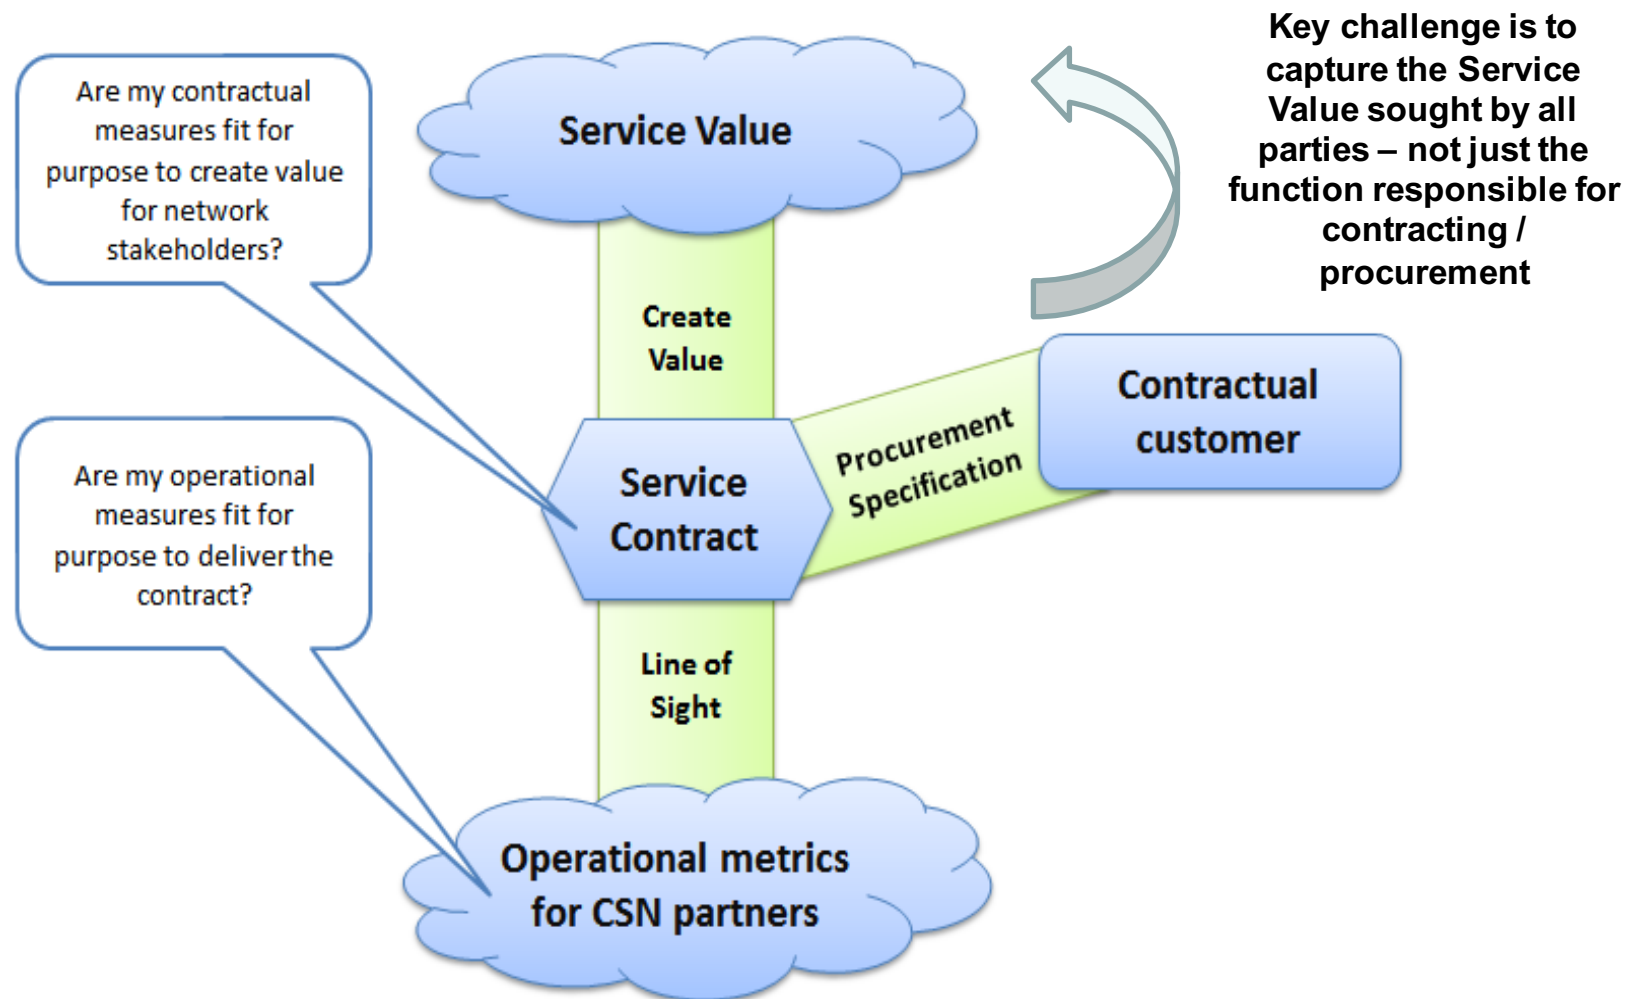 Key challenge is to
capture the Service
Value sought by all
parties – not just the
function responsible for
contracting /
procurement
Are my contractual
measures fit for
purpose to create value
for network
stakeholders?
Service Value
Create
Value
Contractual
customer
Procurement
Specification
Service
Contract
Are my operational
measures fit for
purpose to deliver the
contract?
Line of
Sight
Operational metrics
for CSN partners